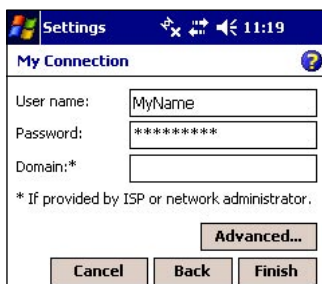 Settings 11:19
My Connection ?
User name: MyName
Password: *********
Domain:*
* If provided by ISP or network administrator.
Advanced...
Cancel Back Finish